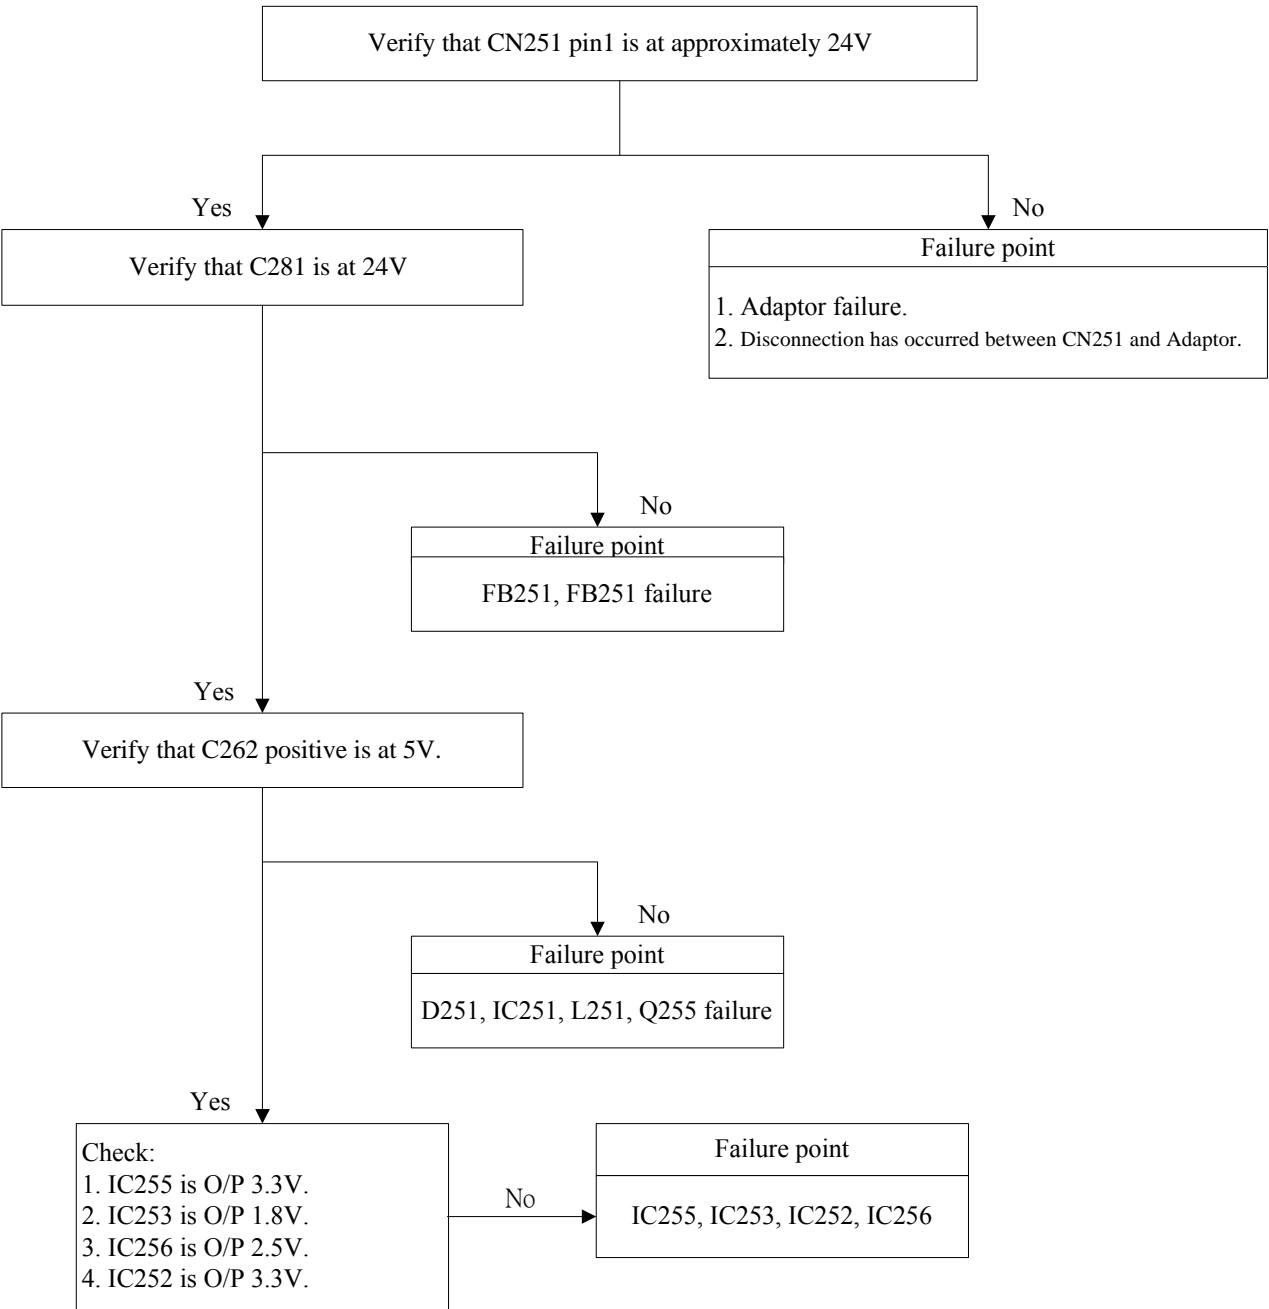 Verify that CN251 pin1 is at approximately 24V
Yes
No
Verify that C281 is at 24V
Failure point
1. Adaptor failure.
2. Disconnection has occurred between CN251 and Adaptor.
No
Failure point
FB251, FB251 failure
Yes
Verify that C262 positive is at 5V.
No
Failure point
D251, IC251, L251, Q255 failure
Yes
Check:
1. IC255 is O/P 3.3V.
2. IC253 is O/P 1.8V.
3. IC256 is O/P 2.5V.
4. IC252 is O/P 3.3V.
No
Failure point
IC255, IC253, IC252, IC256